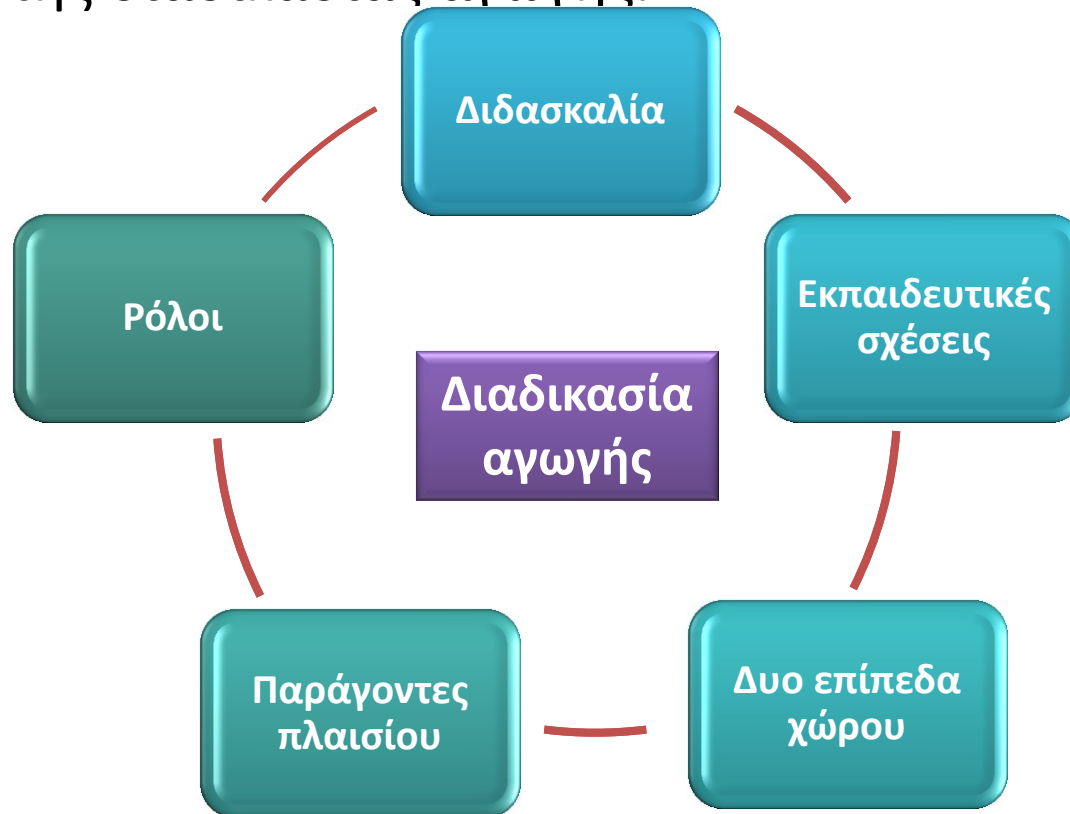 Διδασκαλία
Εκπαιδευτικές
σχέσεις
Ρόλοι
Διαδικασία
αγωγής
Δυο επίπεδα
χώρου
Παράγοντες
πλαισίου